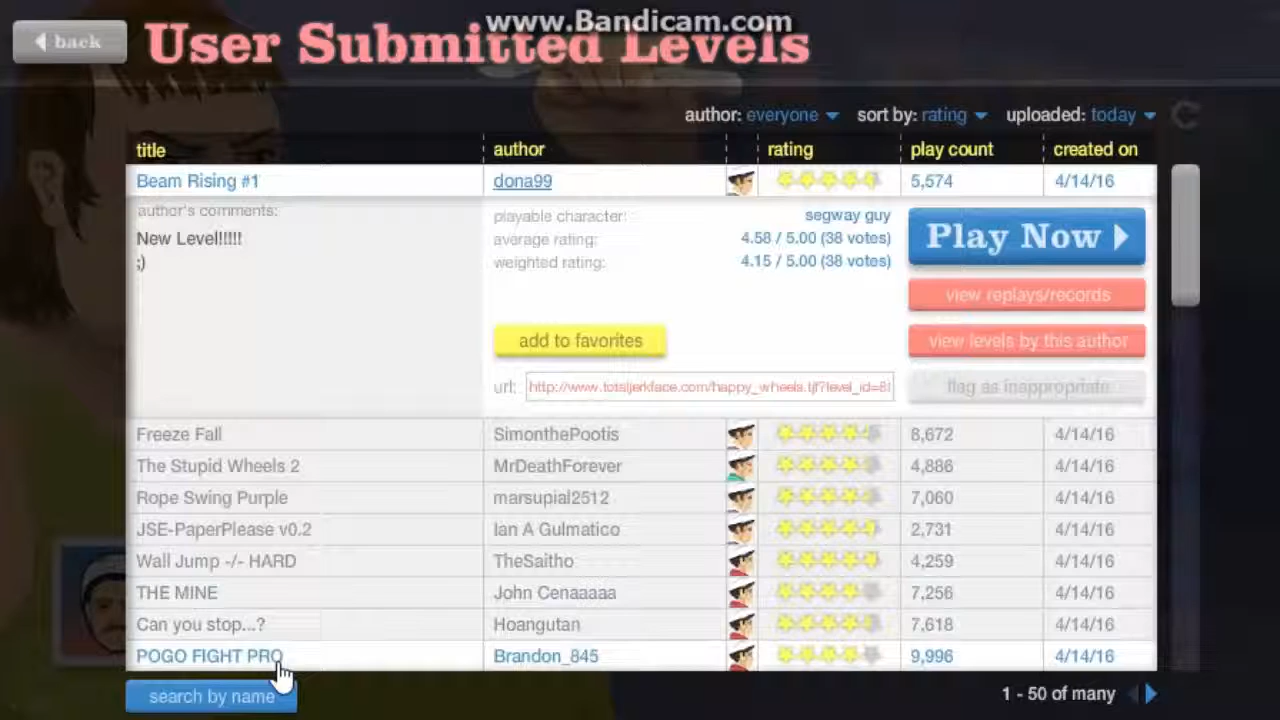 www.Bandicam.com
back
User Submitted Levels
author: everyone sort by: rating uploaded: today
title author rating play count created on
Beam Rising #1 dona99 5,574 4/14/16
author's comments:
New Level!!!!!
;)
playable character: segway guy
average rating: 4.58 / 5.00 (38 votes)
weighted rating: 4.15 / 5.00 (38 votes)
Play Now
view replays/records
add to favorites
view levels by this author
url: http://www.totaljerkface.com/happy_wheels.tjf?level_id=8
flag as inappropriate
Freeze Fall SimonthePootis 8,672 4/14/16
The Stupid Wheels 2 MrDeathForever 4,886 4/14/16
Rope Swing Purple marsupial2512 7,060 4/14/16
JSE-PaperPlease v0.2 Ian A Gulmatico 2,731 4/14/16
Wall Jump -/- HARD TheSaitho 4,259 4/14/16
THE MINE John Cenaaaaa 7,256 4/14/16
Can you stop...? Hoangutan 7,618 4/14/16
POGO FIGHT PRO Brandon_845 9,996 4/14/16
search by name
1 - 50 of many